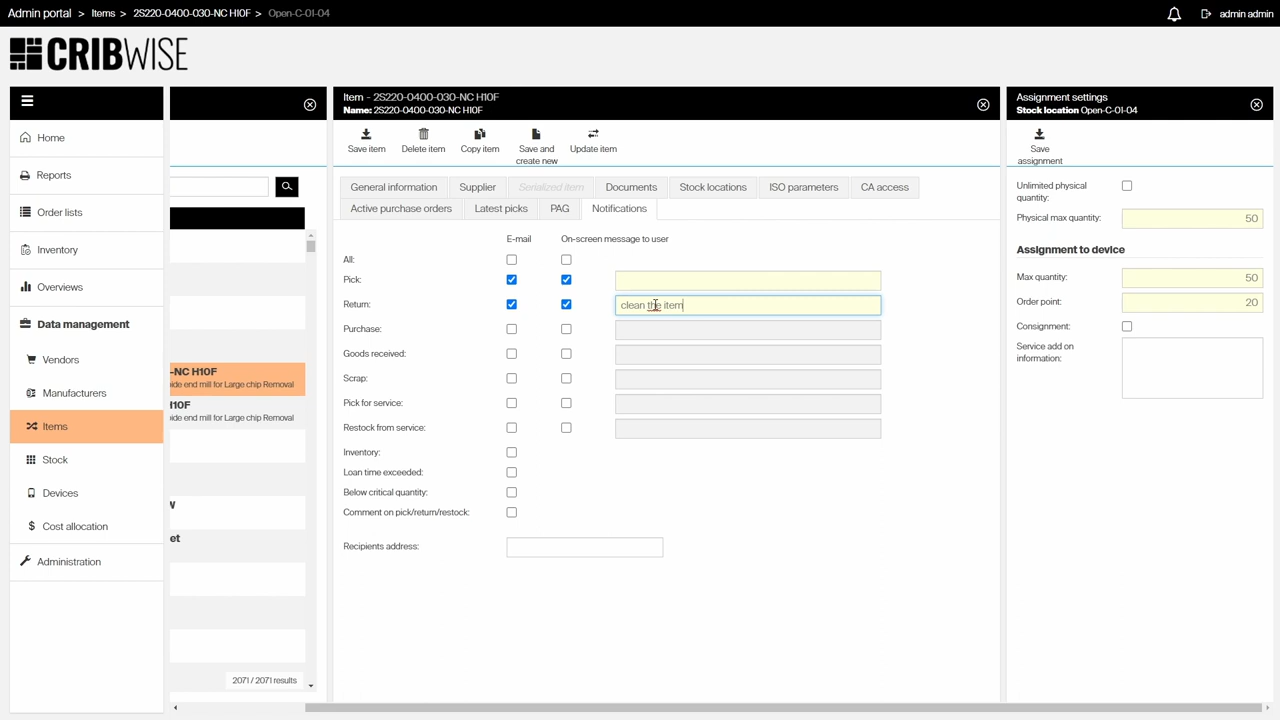 Admin portal > Items > 2S220-0400-030-NC H10F > Open-C-01-04
admin admin
CRIBWISE
Home
Reports
Order lists
Inventory
Overviews
Data management
Vendors
Manufacturers
Items
Stock
Devices
Cost allocation
Administration
-NC H10F
ide end mill for Large chip Removal
H10F
ide end mill for Large chip Removal
W
et
2071 / 2071 results
Item - 2S220-0400-030-NC H10F
Name: 2S220-0400-030-NC H10F
Save item
Delete item
Copy item
Save and
create new
Update item
General information
Supplier
Serialized item
Documents
Stock locations
ISO parameters
CA access
Active purchase orders
Latest picks
PAG
Notifications
E-mail
On-screen message to user
All:
Pick:
Return:
clean the item
Purchase:
Goods received:
Scrap:
Pick for service:
Restock from service:
Inventory:
Loan time exceeded:
Below critical quantity:
Comment on pick/return/restock:
Recipients address:
Assignment settings
Stock location Open-C-01-04
Save
assignment
Unlimited physical
quantity:
Physical max quantity:
50
Assignment to device
Max quantity:
50
Order point:
20
Consignment:
Service add on
information: